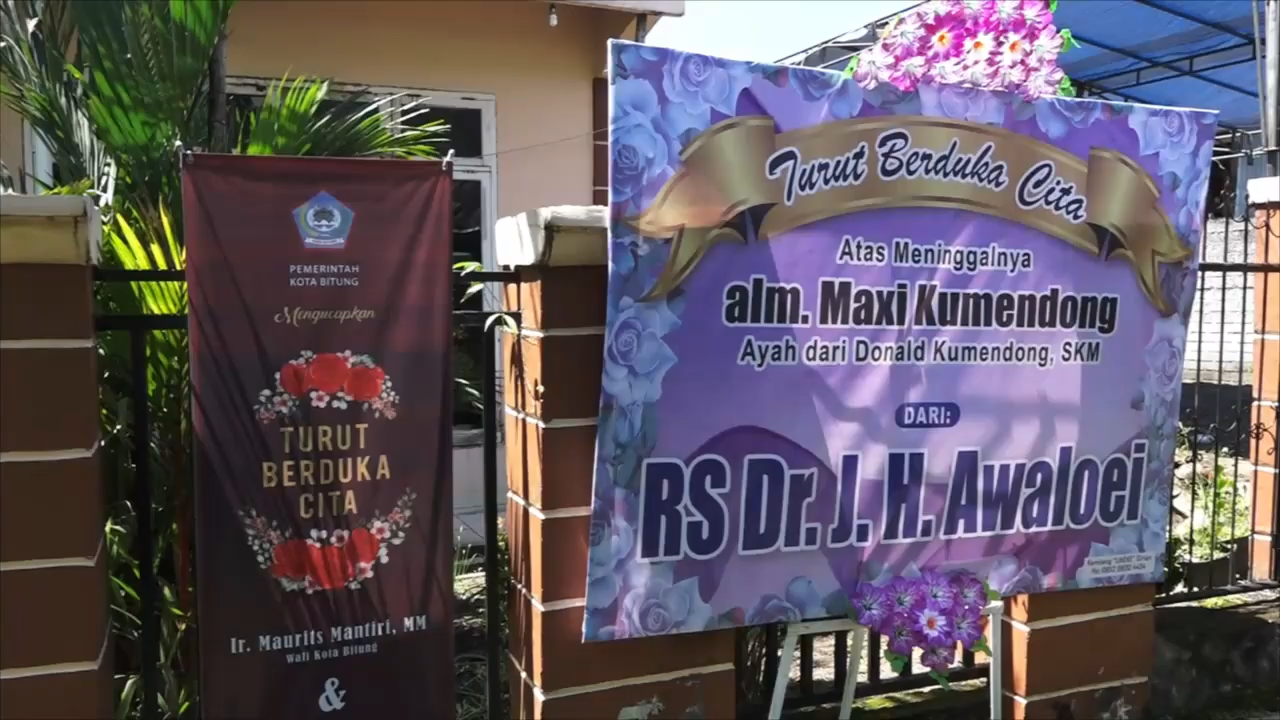 PEMERINTAH
KOTA BITUNG
Mengucapkan
TURUT
BERDUKA
CITA
Ir. Maurits Mantiri, MM
Wali Kota Bitung
&
Turut Berduka Cita
Atas Meninggalnya
alm. Maxi Kumendong
Ayah dari Donald Kumendong, SKM
DARI:
RS Dr. J. H. Awaloei